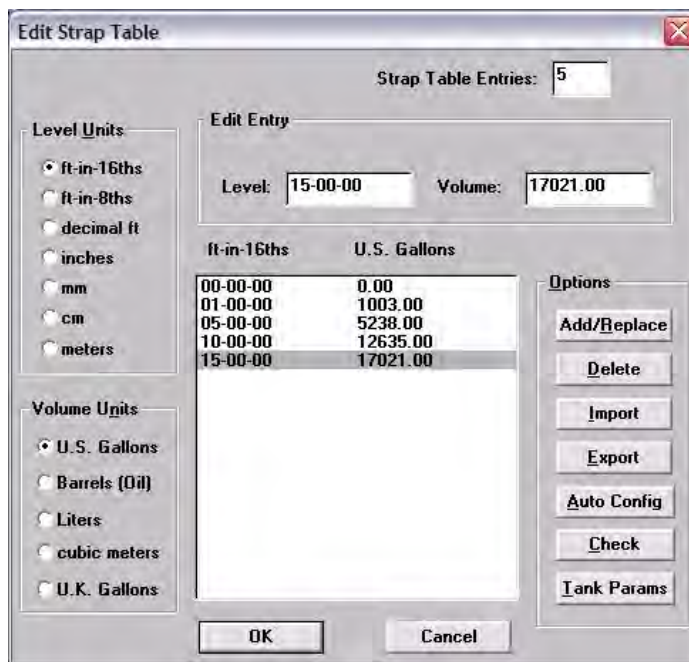 Edit Strap Table
Strap Table Entries: 5
Level Units
ft-in-16ths
ft-in-8ths
decimal ft
inches
mm
cm
meters
Edit Entry
Level: 15-00-00 Volume: 17021.00
ft-in-16ths U.S. Gallons
00-00-00 0.00
01-00-00 1003.00
05-00-00 5238.00
10-00-00 12635.00
15-00-00 17021.00
Options
Add/Replace
Delete
Import
Export
Auto Config
Check
Tank Params
Volume Units
U.S. Gallons
Barrels (Oil)
Liters
cubic meters
U.K. Gallons
OK Cancel